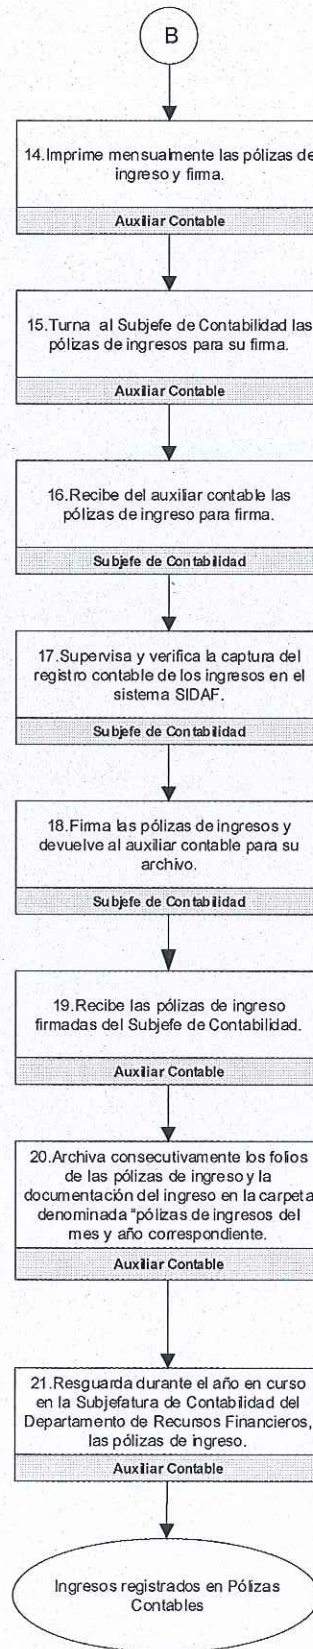 B
14.Imprime mensualmente las pólizas de
ingreso y firma.
Auxiliar Contable
15.Turna al Subjefe de Contabilidad las
pólizas de ingresos para su firma.
Auxiliar Contable
16.Recibe del auxiliar contable las
pólizas de ingreso para firma.
Subjefe de Contabilidad
17.Supervisa y verifica la captura del
registro contable de los ingresos en el
sistema SIDAF.
Subjefe de Contabilidad
18.Firma las pólizas de ingresos y
devuelve al auxiliar contable para su
archivo.
Subjefe de Contabilidad
19.Recibe las pólizas de ingreso
firmadas del Subjefe de Contabilidad.
Auxiliar Contable
20.Archiva consecutivamente los folios
de las pólizas de ingreso y la
documentación del ingreso en la carpeta
denominada "pólizas de ingresos del
mes y año correspondiente.
Auxiliar Contable
21.Resguarda durante el año en curso
en la Subjefatura de Contabilidad del
Departamento de Recursos Financieros,
las pólizas de ingreso.
Auxiliar Contable
Ingresos registrados en Pólizas
Contables